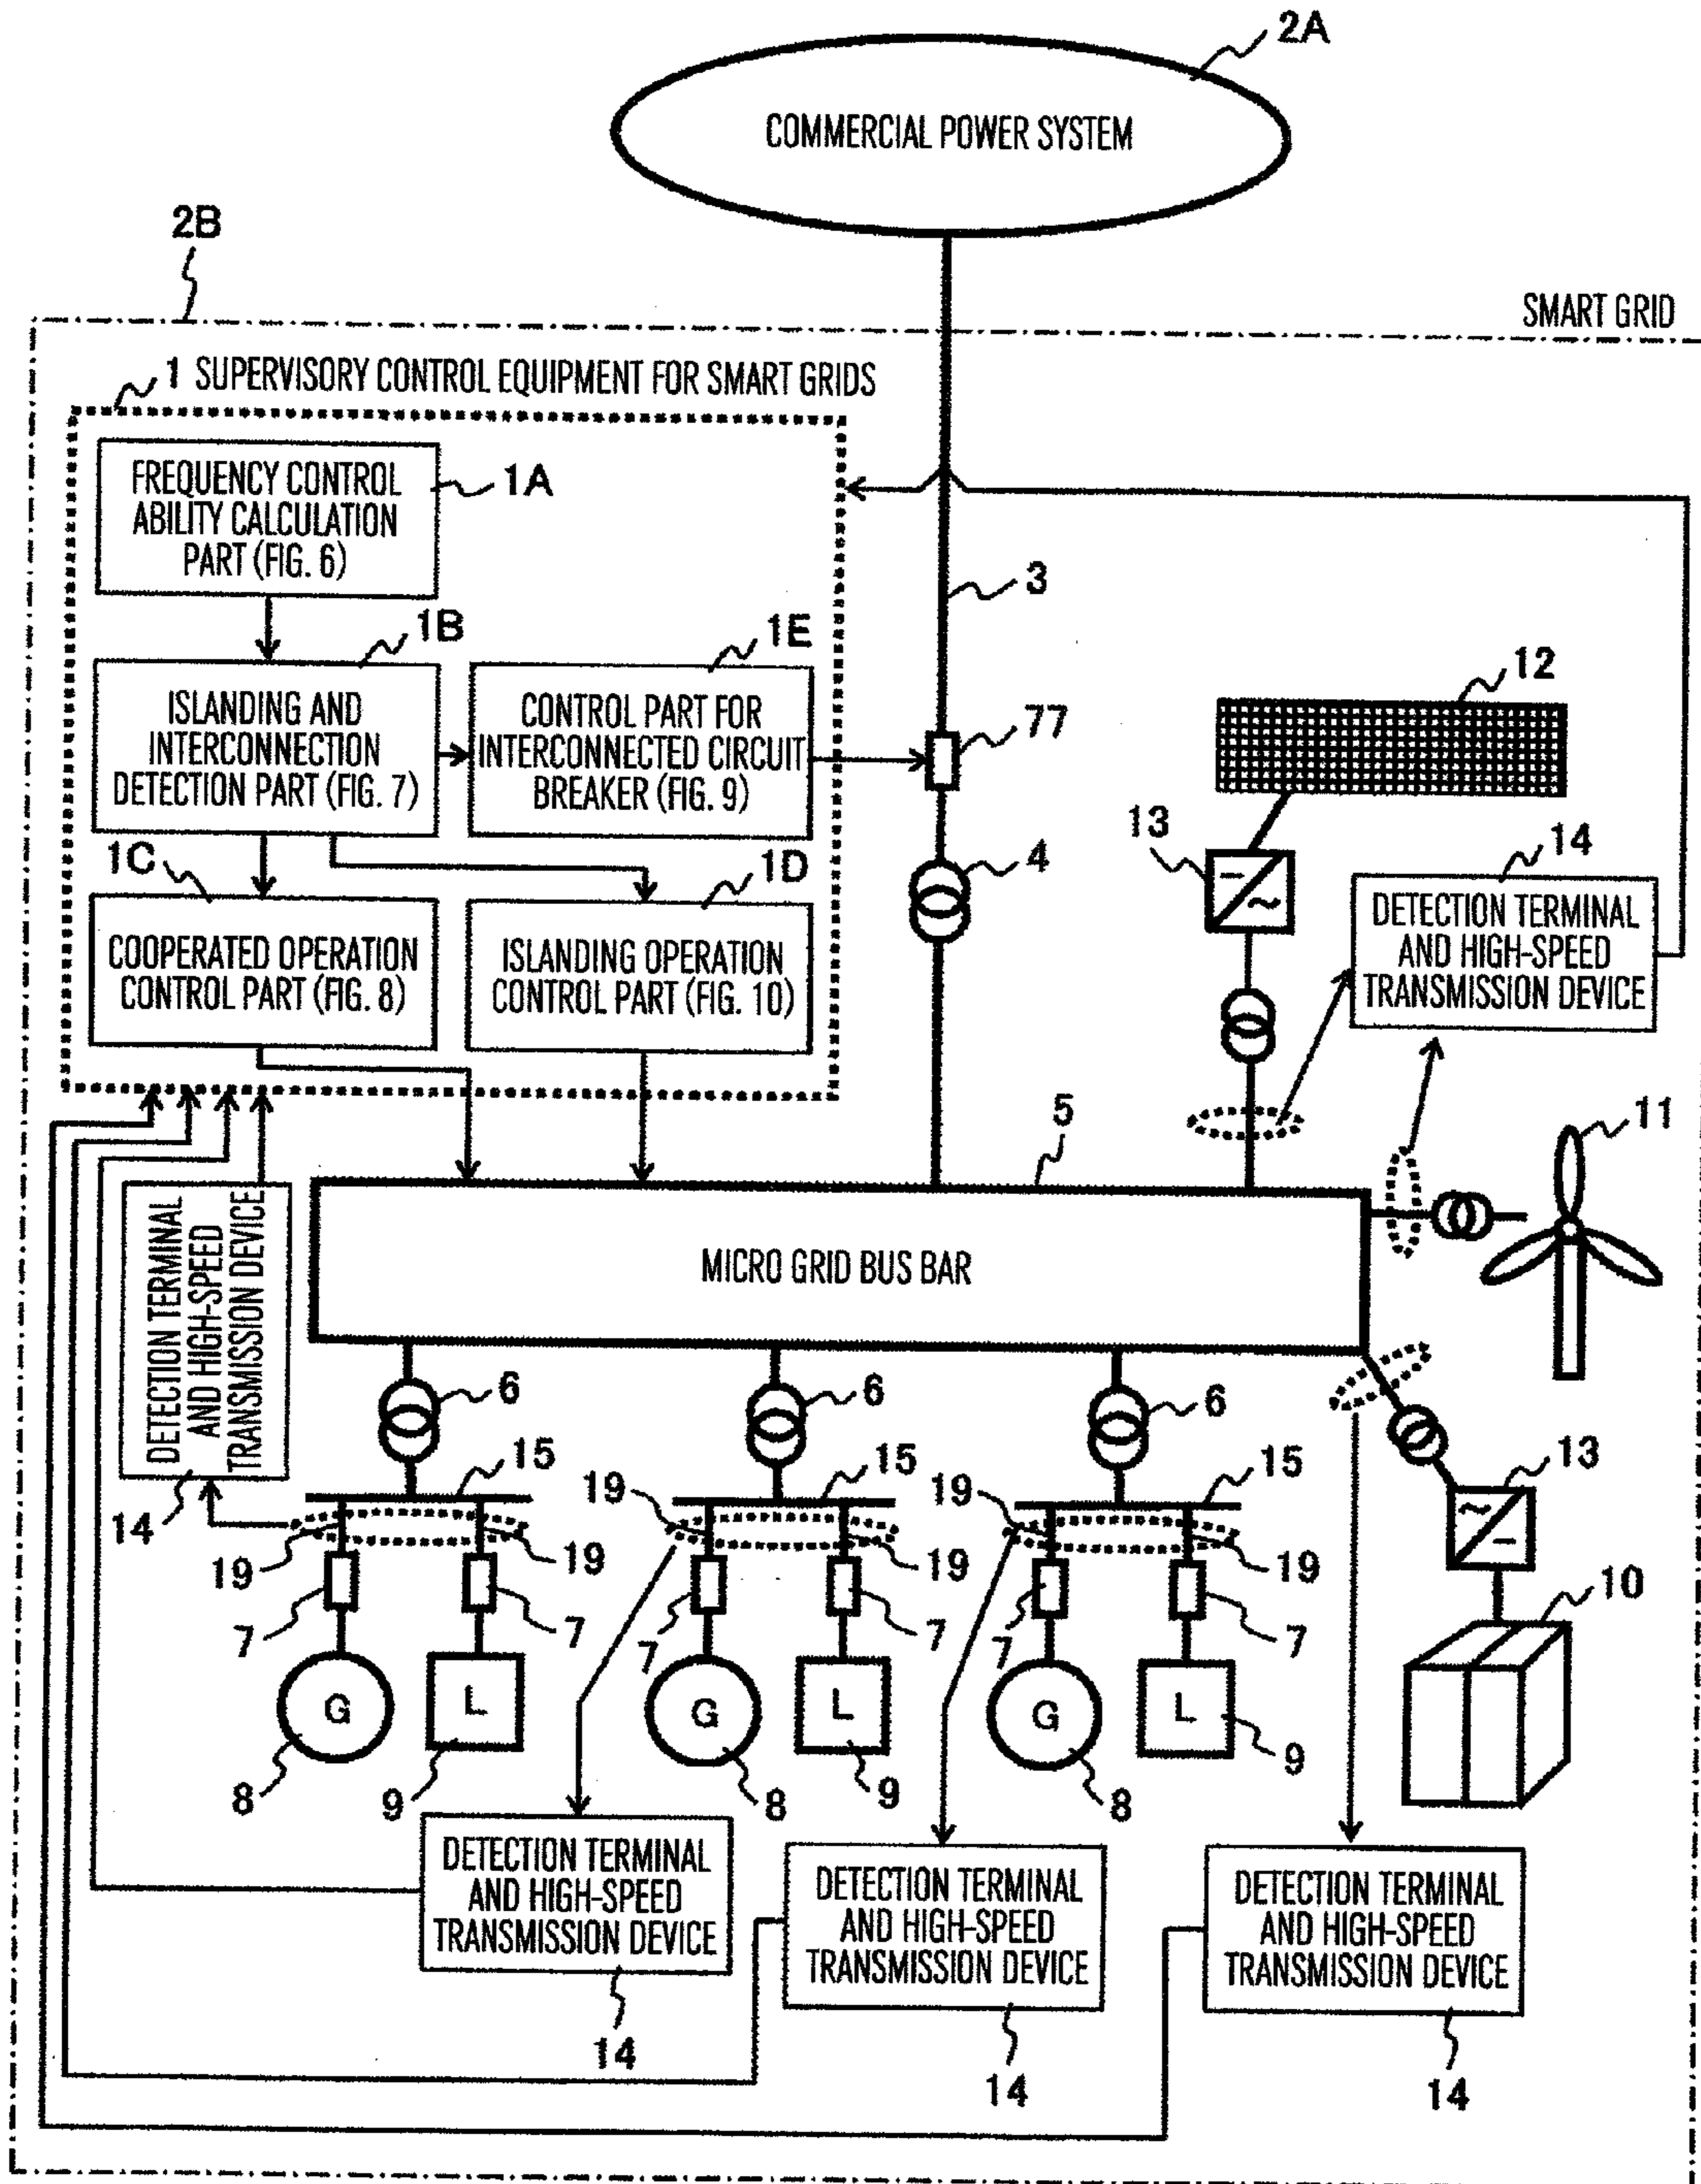 2A
COMMERCIAL POWER SYSTEM
2B
SMART GRID
1 SUPERVISORY CONTROL EQUIPMENT FOR SMART GRIDS
FREQUENCY CONTROL
ABILITY CALCULATION
PART (FIG. 6)
1A
3
1B
1E
ISLANDING AND
INTERCONNECTION
DETECTION PART (FIG. 7)
CONTROL PART FOR
INTERCONNECTED CIRCUIT
BREAKER (FIG. 9)
77
12
13
4
14
1C
1D
COOPERATED OPERATION
CONTROL PART (FIG. 8)
ISLANDING OPERATION
CONTROL PART (FIG. 10)
DETECTION TERMINAL
AND HIGH-SPEED
TRANSMISSION DEVICE
5
11
DETECTION TERMINAL
AND HIGH-SPEED
TRANSMISSION DEVICE
14
MICRO GRID BUS BAR
6
6
6
15
15
15
13
19
19
19
19
19
19
7
7
7
7
7
7
10
G
L
G
L
G
L
8
9
8
9
8
9
DETECTION TERMINAL
AND HIGH-SPEED
TRANSMISSION DEVICE
14
DETECTION TERMINAL
AND HIGH-SPEED
TRANSMISSION DEVICE
14
DETECTION TERMINAL
AND HIGH-SPEED
TRANSMISSION DEVICE
14